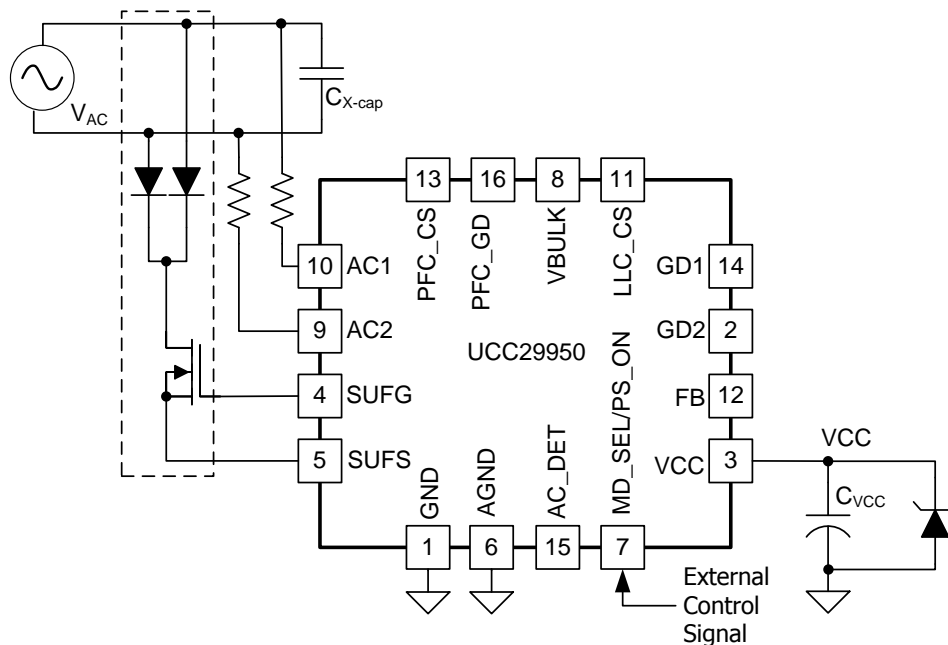 V_AC
C_X-cap
13
16
8
11
PFC_CS
PFC_GD
VBULK
LLC_CS
10
AC1
GD1
14
9
AC2
GD2
2
UCC29950
4
SUFG
FB
12
5
SUFS
VCC
3
VCC
C_VCC
GND
AGND
AC_DET
MD_SEL/PS_ON
1
6
15
7
External
Control
Signal